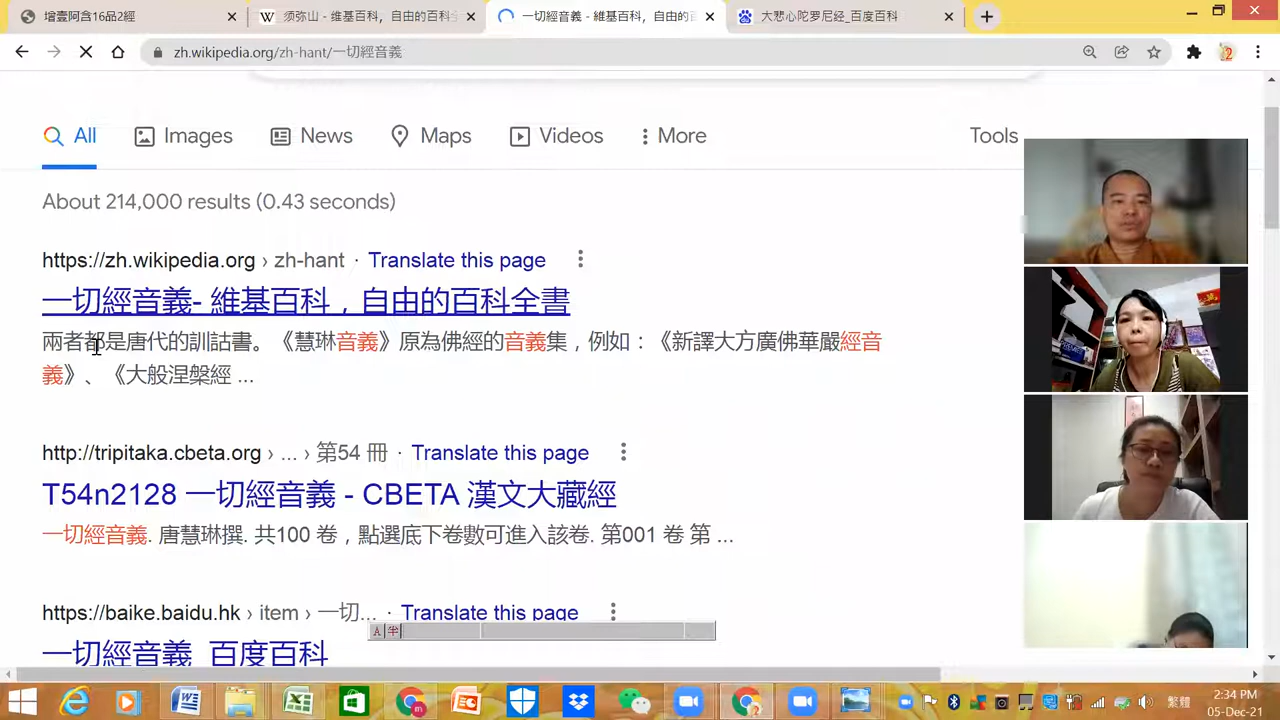 增壹阿含16品2經
须弥山 - 維基百科，自由的百科全
一切經音義 - 維基百科，自由的百
大悲心陀罗尼经_百度百科
zh.wikipedia.org/zh-hant/一切經音義
All
Images
News
Maps
Videos
More
Tools
About 214,000 results (0.43 seconds)
https://zh.wikipedia.org › zh-hant · Translate this page
一切經音義- 維基百科，自由的百科全書
兩者都是唐代的訓詁書。《慧琳音義》原為佛經的音義集，例如：《新譯大方廣佛華嚴經音
義》、《大般涅槃經 ...
http://tripitaka.cbeta.org › ... › 第54 冊 · Translate this page
T54n2128 一切經音義 - CBETA 漢文大藏經
一切經音義. 唐慧琳撰. 共100 卷，點選底下卷數可進入該卷. 第001 卷 第 ...
https://baike.baidu.hk › item › 一切... · Translate this page
一切經音義_百度百科
A 半
繁體
2:34 PM
05-Dec-21